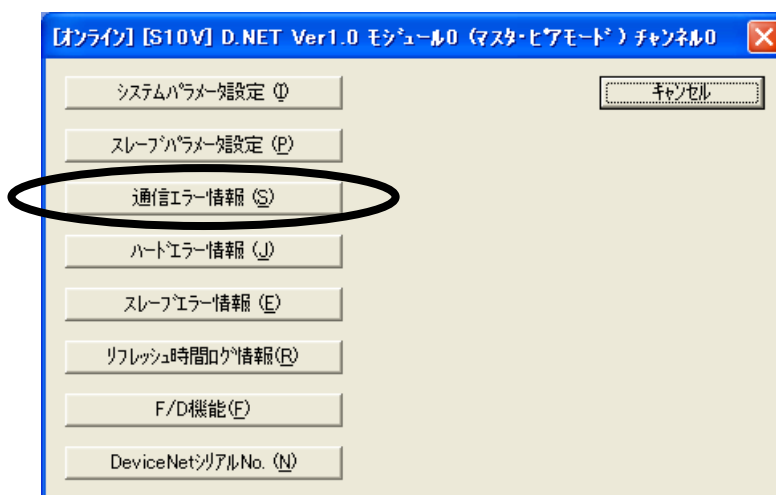 [ｵﾝﾗｲﾝ] [S10V] D.NET Ver1.0 ﾓｼﾞｭｰﾙ0 (ﾏｽﾀ･ﾋﾟｱﾓｰﾄﾞ) ﾁｬﾝﾈﾙ0
ｼｽﾃﾑﾊﾟﾗﾒｰﾀ設定 (I)
ｷｬﾝｾﾙ
ｽﾚｰﾌﾞﾊﾟﾗﾒｰﾀ設定 (P)
通信ｴﾗｰ情報 (S)
ﾊｰﾄﾞｴﾗｰ情報 (J)
ｽﾚｰﾌﾞｴﾗｰ情報 (E)
ﾘﾌﾚｯｼｭ時間ﾛｸﾞ情報(R)
F/D機能(F)
DeviceNetｼﾘｱﾙNo. (N)